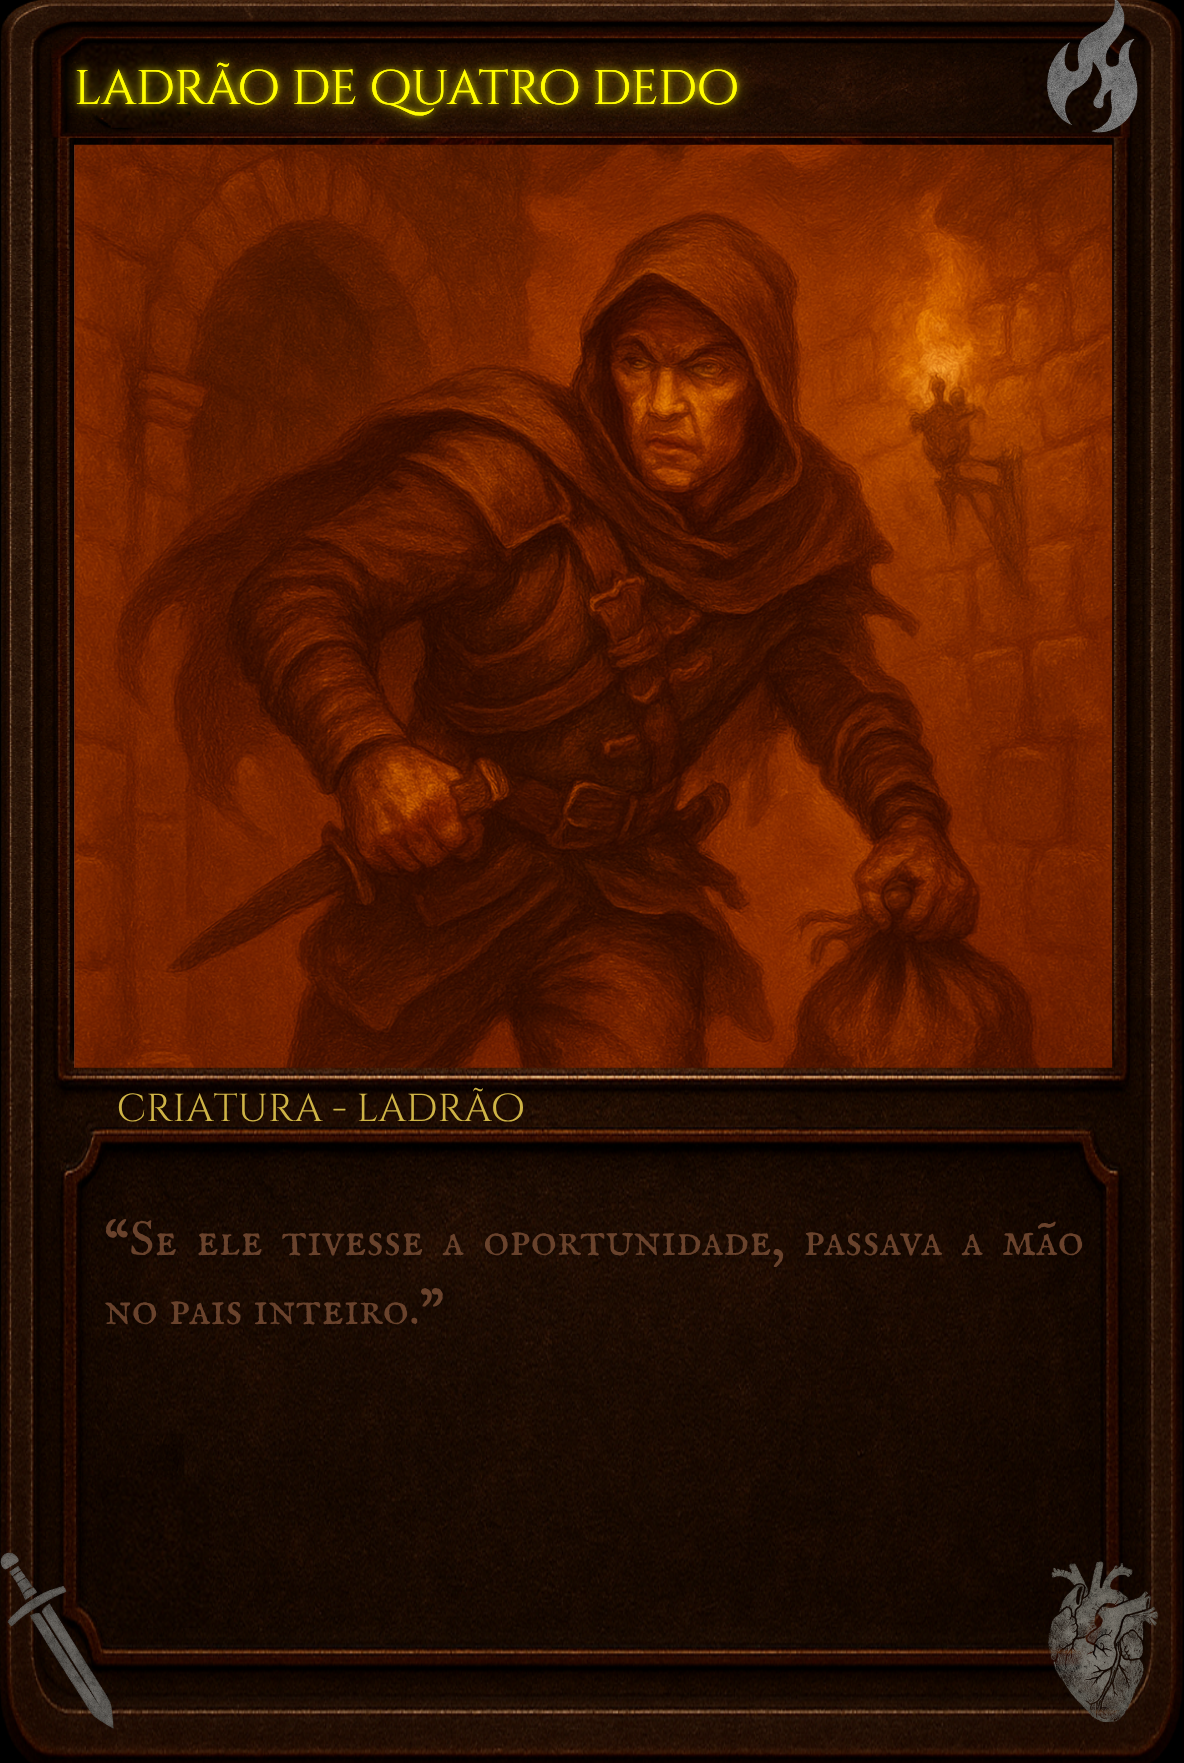 LADRÃO DE QUATRO DEDO
CRIATURA - LADRÃO
“Se ele tivesse a oportunidade, passava a mão
no pais inteiro.”